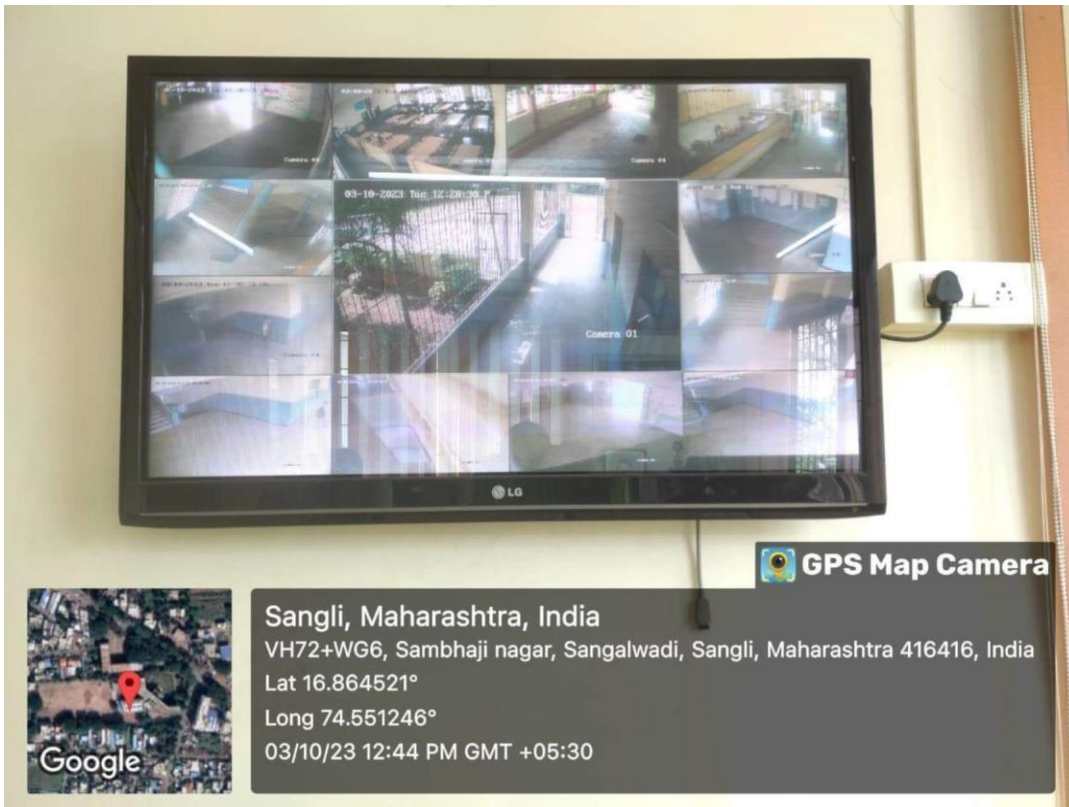 03-10-2023 Tue 12:28:30 P
Camera 01
LG
GPS Map Camera
Sangli, Maharashtra, India
VH72+WG6, Sambhaji nagar, Sangalwadi, Sangli, Maharashtra 416416, India
Lat 16.864521°
Long 74.551246°
03/10/23 12:44 PM GMT +05:30
Google